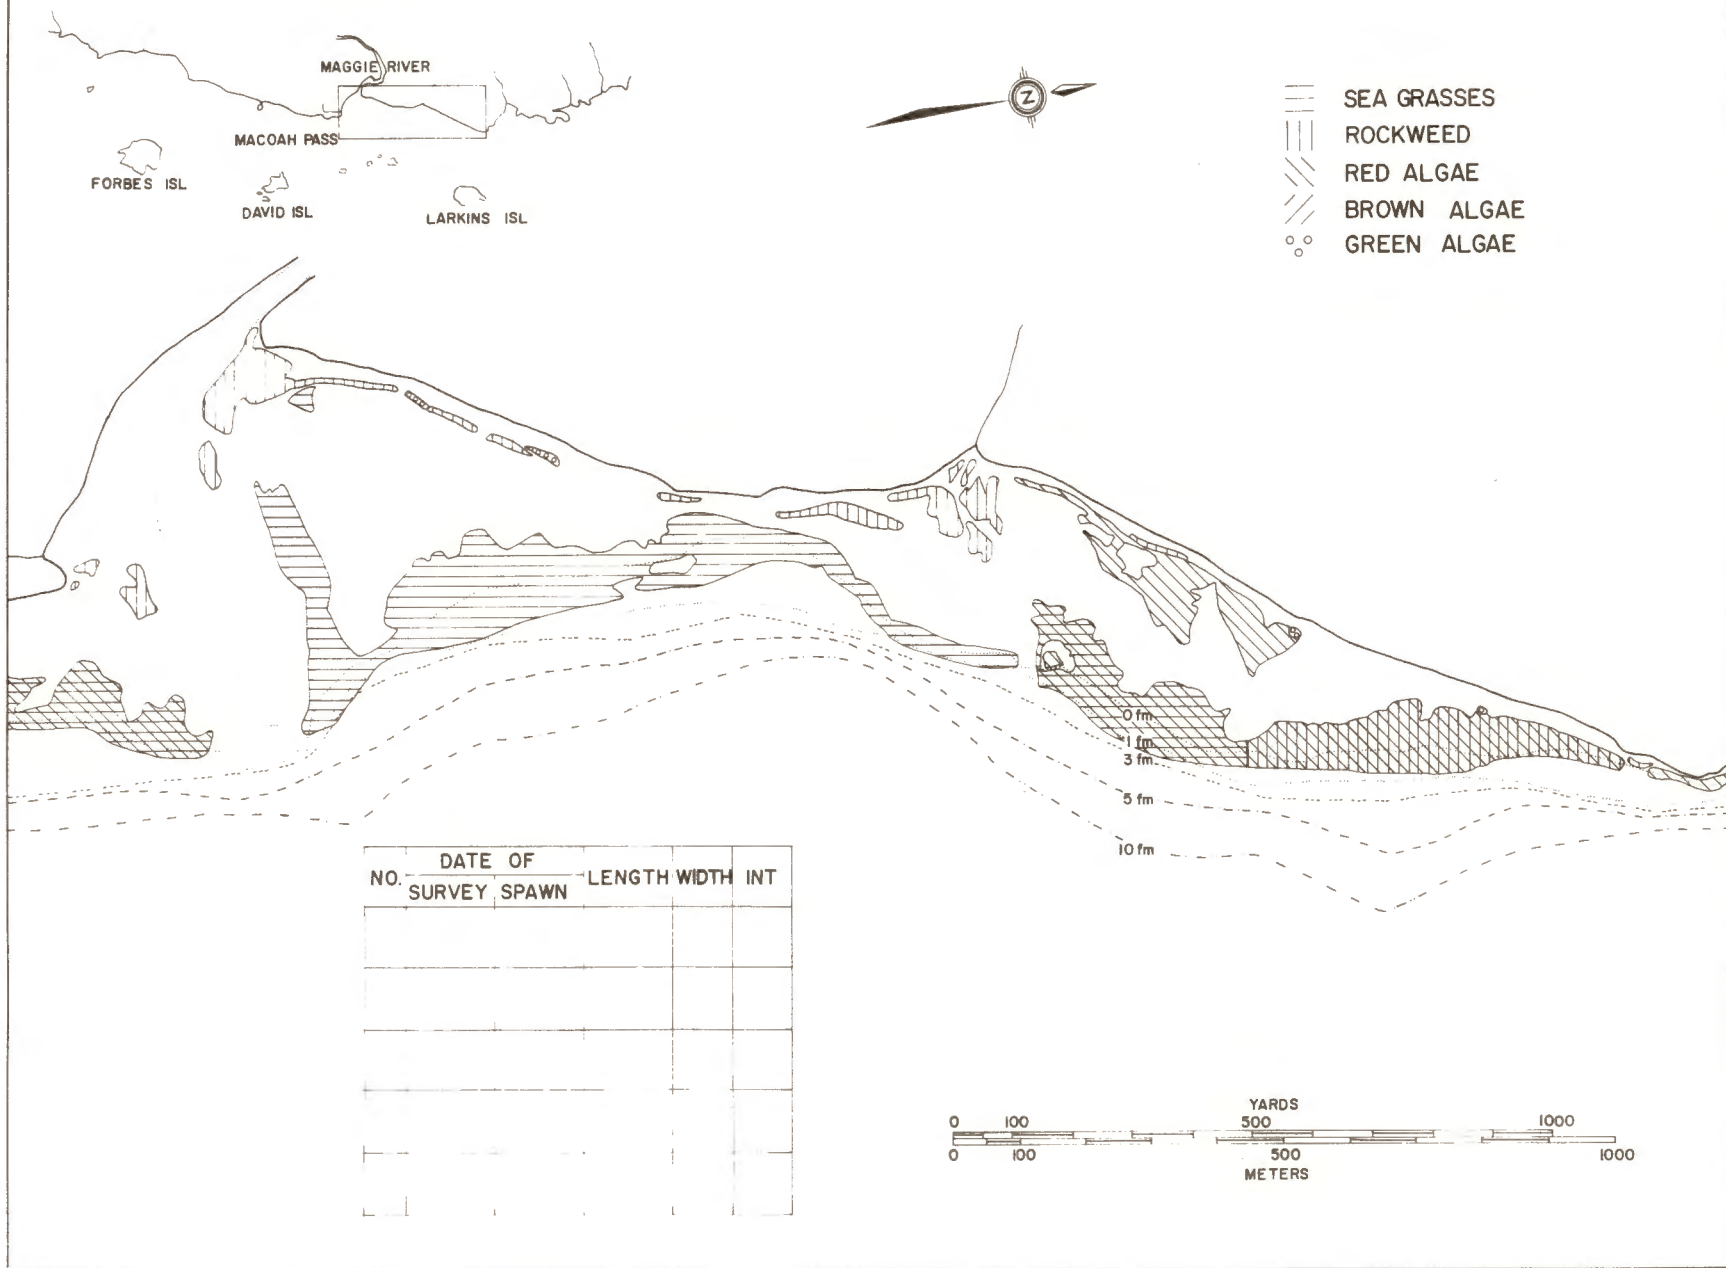 MAGGIE RIVER
MACOAH PASS
FORBES ISL
DAVID ISL
LARKINS ISL
Z
SEA GRASSES
ROCKWEED
RED ALGAE
BROWN ALGAE
GREEN ALGAE
0 fm
1 fm
3 fm
5 fm
10 fm
NO. DATE OF LENGTH WIDTH INT
SURVEY SPAWN
YARDS
0 100 500 1000
0 100 500 1000
METERS